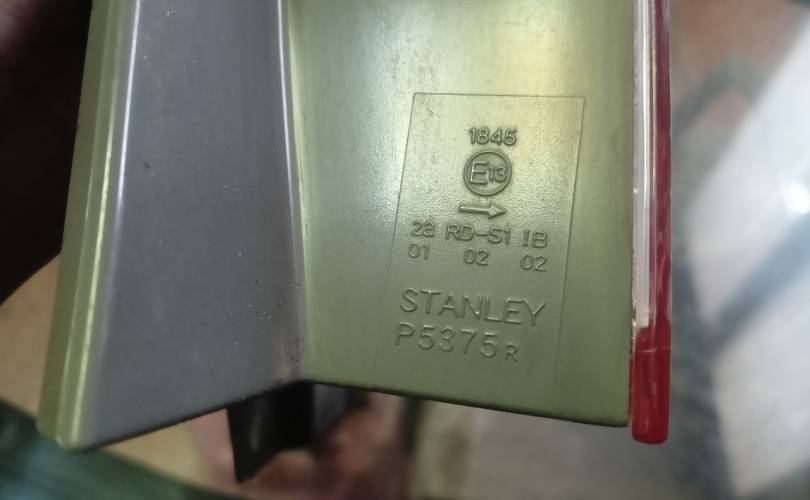 1845
E13
→
2a RD-S1 IB
01 02 02
STANLEY
P5375R